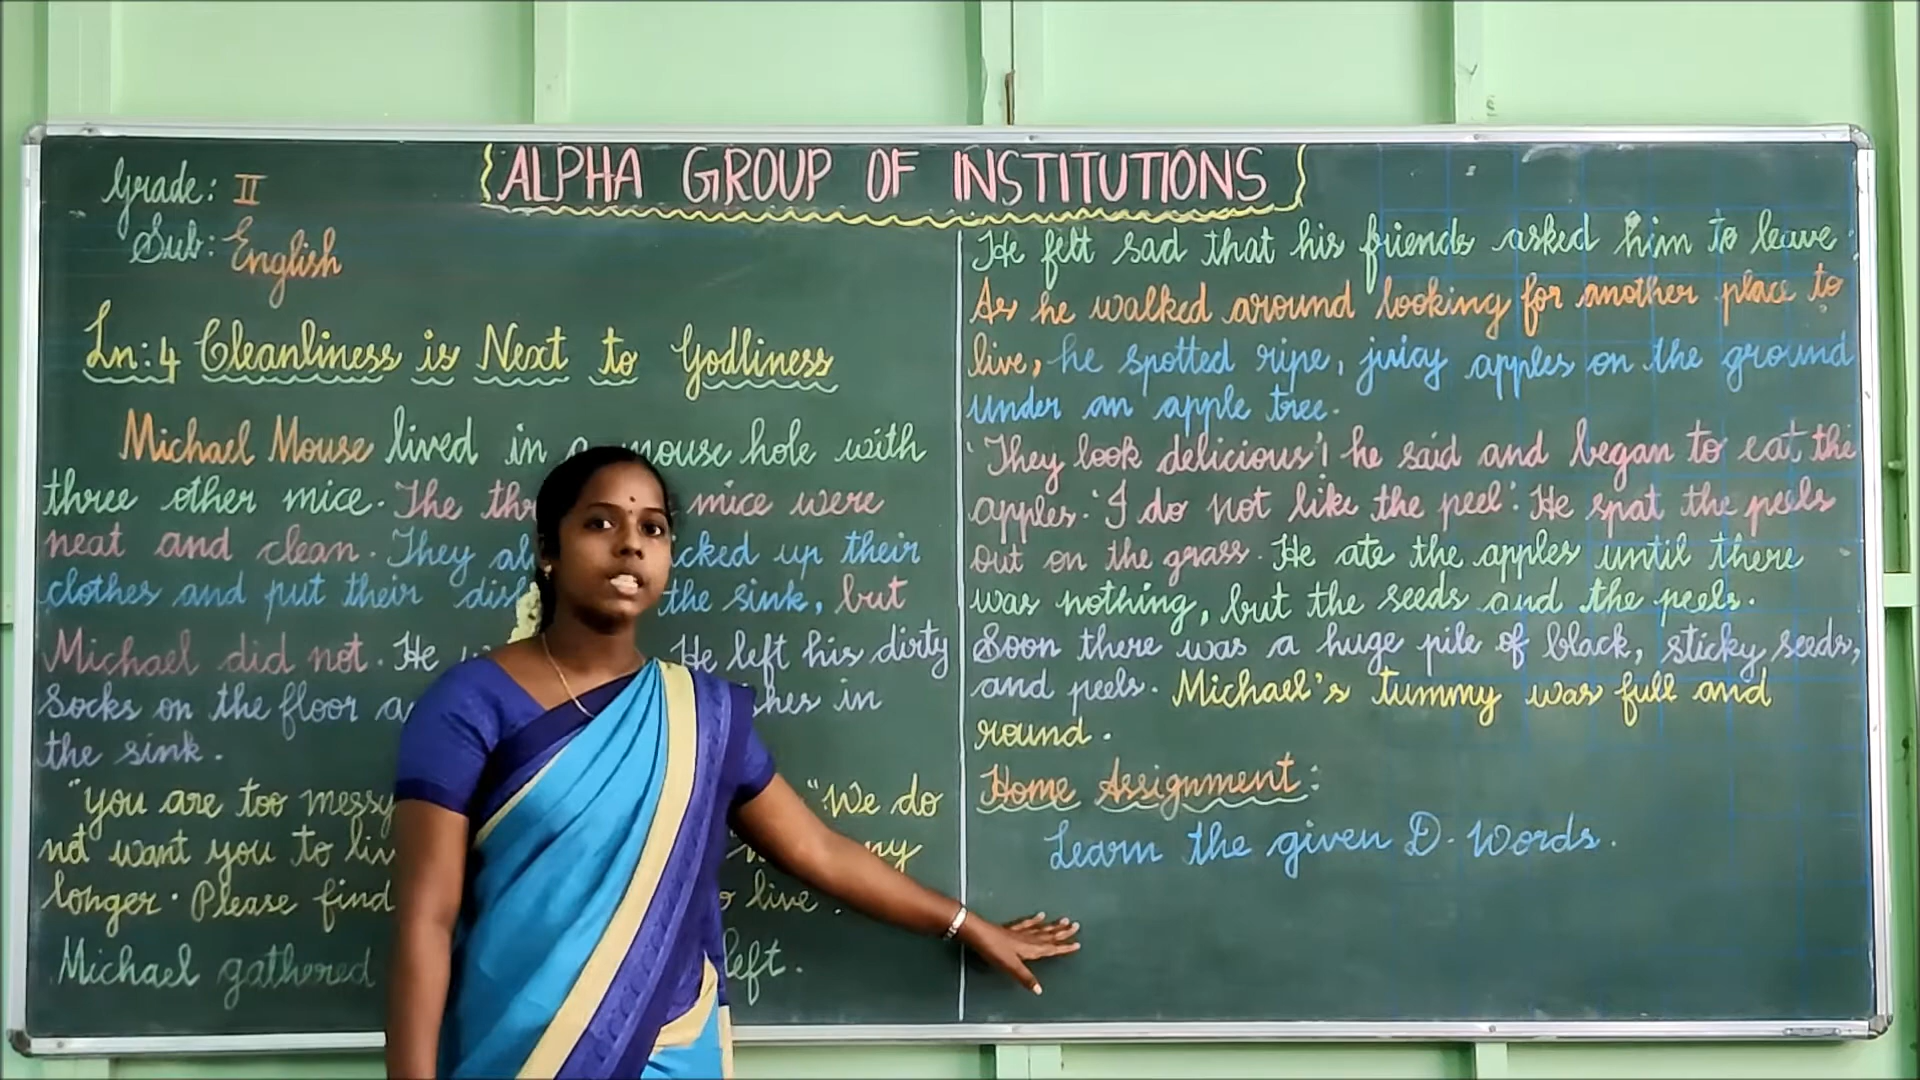 ALPHA GROUP OF INSTITUTIONS
Grade: II
Sub: English
Ln: 4 Cleanliness is Next to Godliness
Michael Mouse lived in a mouse hole with
three other mice. The mice were
neat and clean. They up their
clothes and put their the sink, but
Michael did not. He He left his dirty
socks on the floor in
the sink.
"you are too messy "We do
not want you to
longer. Please find live.
Michael gathered left.
He felt sad that his friends asked him to leave.
As he walked around looking for another place to
live, he spotted ripe, juicy apples on the ground
under an apple tree.
'They look delicious'! he said and began to eat the
apples. 'I do not like the peel'. He spat the peels
out on the grass. He ate the apples until there
was nothing, but the seeds and the peels.
Soon there was a huge pile of black, sticky seeds,
and peels. Michael's tummy was full and
round.
Home Assignment:
Learn the given D. Words.